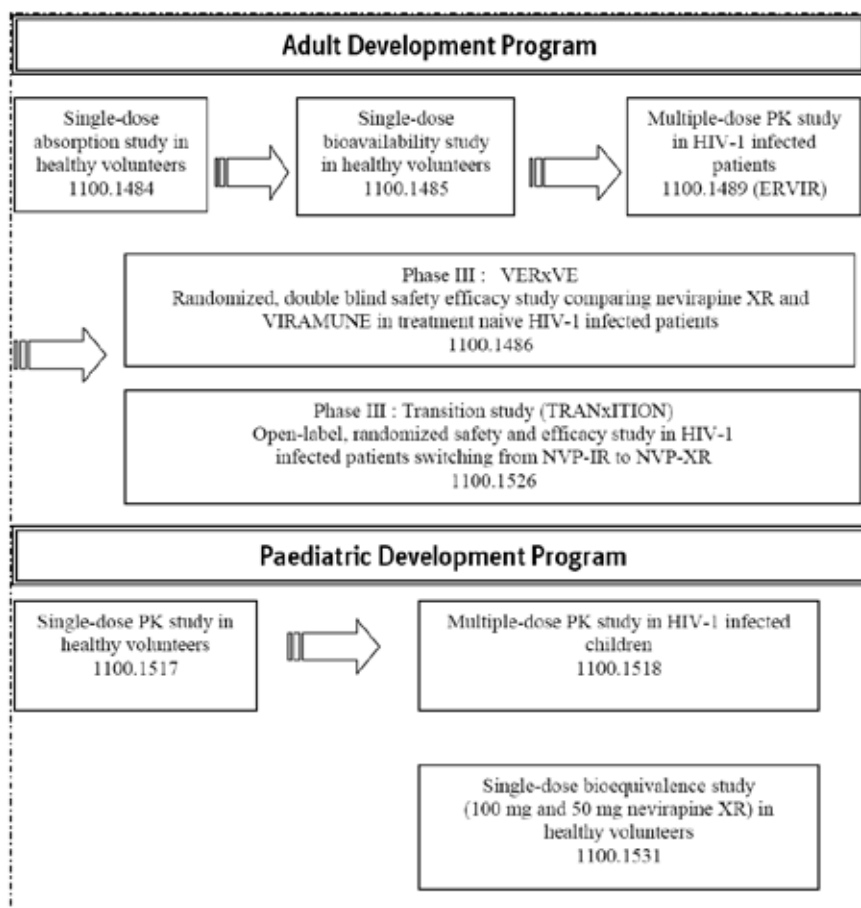 Adult Development Program
Single-dose
absorption study in
healthy volunteers
1100.1484
Single-dose
bioavailability study
in healthy volunteers
1100.1485
Multiple-dose PK study
in HIV-1 infected
patients
1100.1489 (ERVIR)
Phase III : VERxVE
Randomized, double blind safety efficacy study comparing nevirapine XR and
VIRAMUNE in treatment naive HIV-1 infected patients
1100.1486
Phase III : Transition study (TRANxITION)
Open-label, randomized safety and efficacy study in HIV-1
infected patients switching from NVP-IR to NVP-XR
1100.1526
Paediatric Development Program
Single-dose PK study in
healthy volunteers
1100.1517
Multiple-dose PK study in HIV-1 infected
children
1100.1518
Single-dose bioequivalence study
(100 mg and 50 mg nevirapine XR) in
healthy volunteers
1100.1531